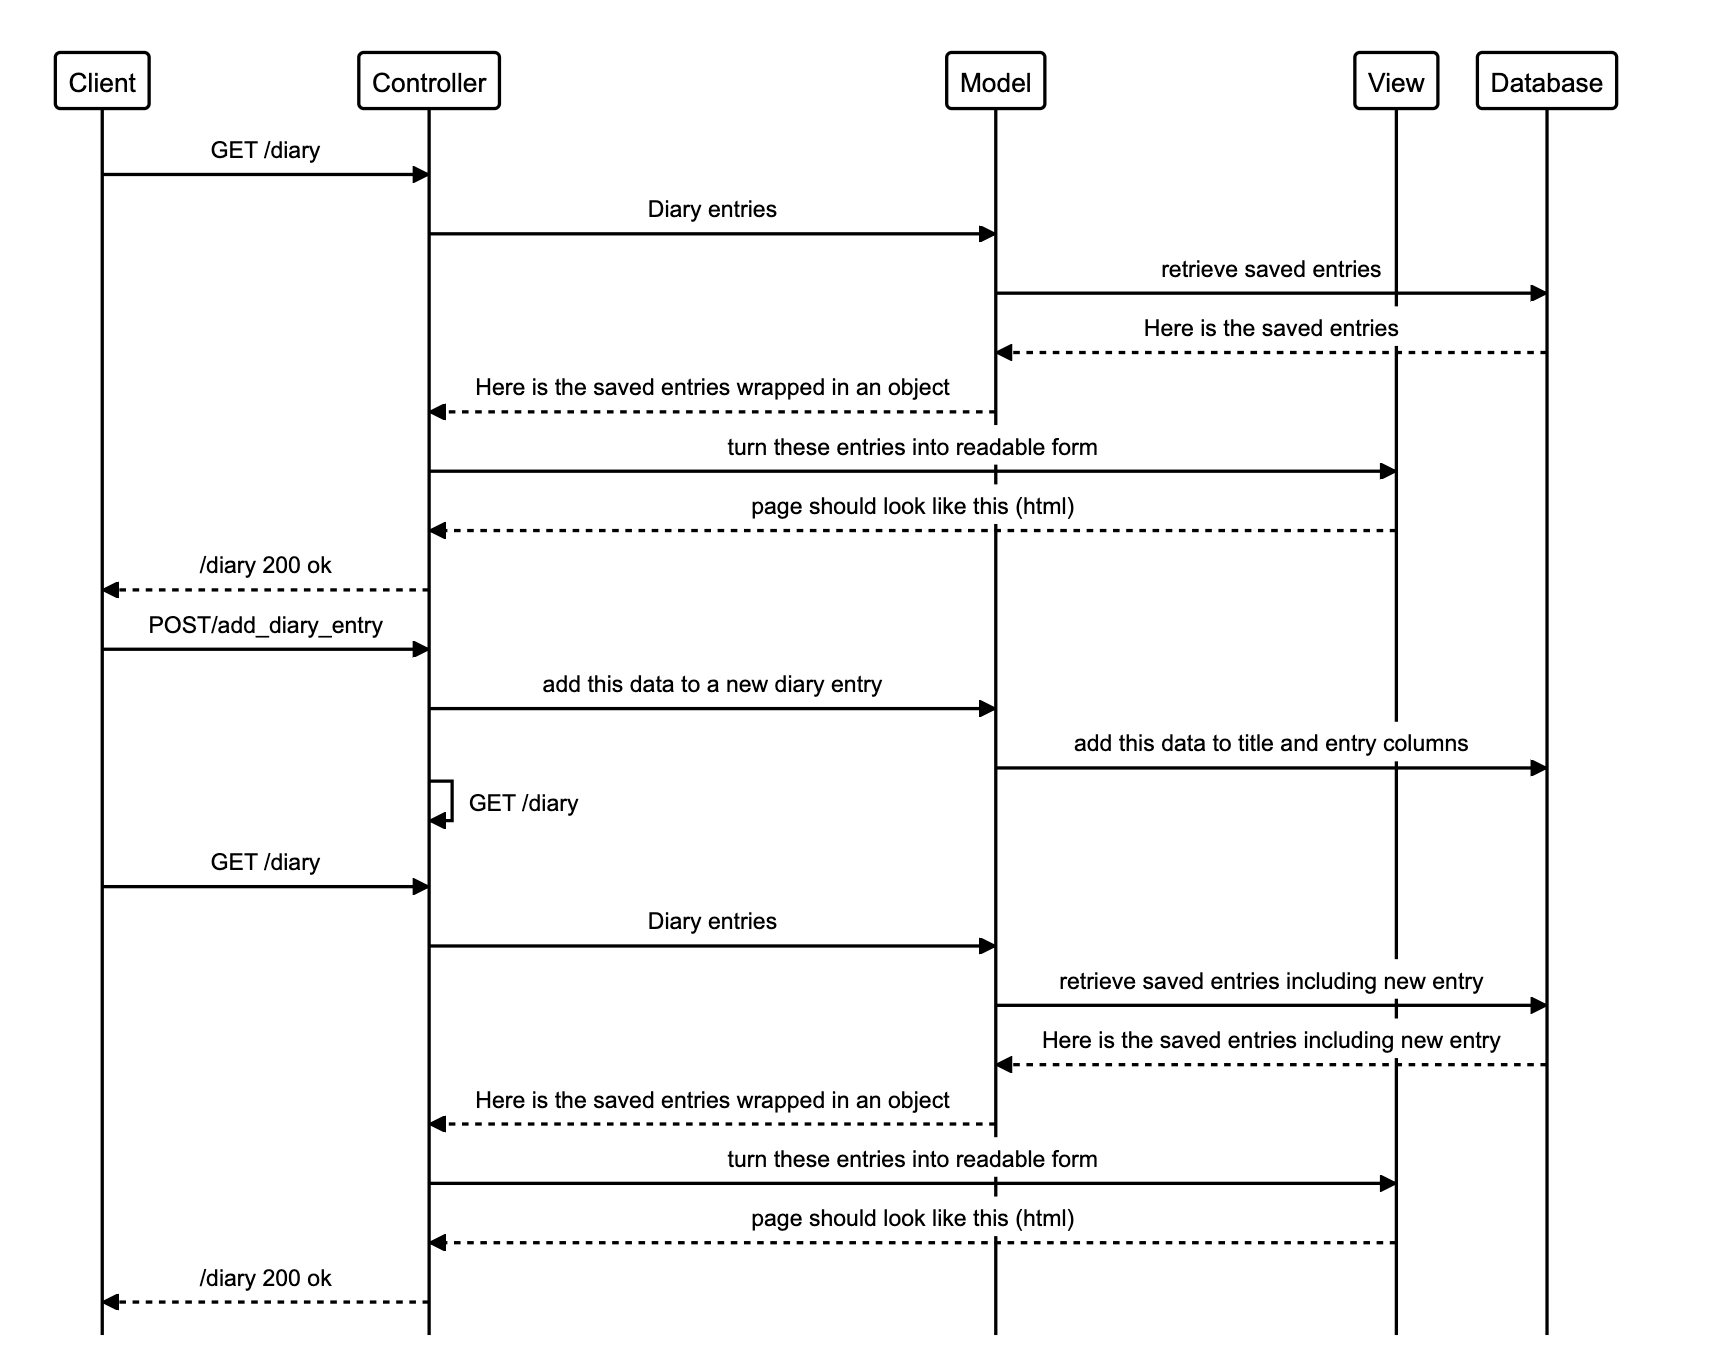 Client
Controller
Model
View
Database
GET /diary
Diary entries
retrieve saved entries
Here is the saved entries
Here is the saved entries wrapped in an object
turn these entries into readable form
page should look like this (html)
/diary 200 ok
POST/add_diary_entry
add this data to a new diary entry
add this data to title and entry columns
GET /diary
GET /diary
Diary entries
retrieve saved entries including new entry
Here is the saved entries including new entry
Here is the saved entries wrapped in an object
turn these entries into readable form
page should look like this (html)
/diary 200 ok